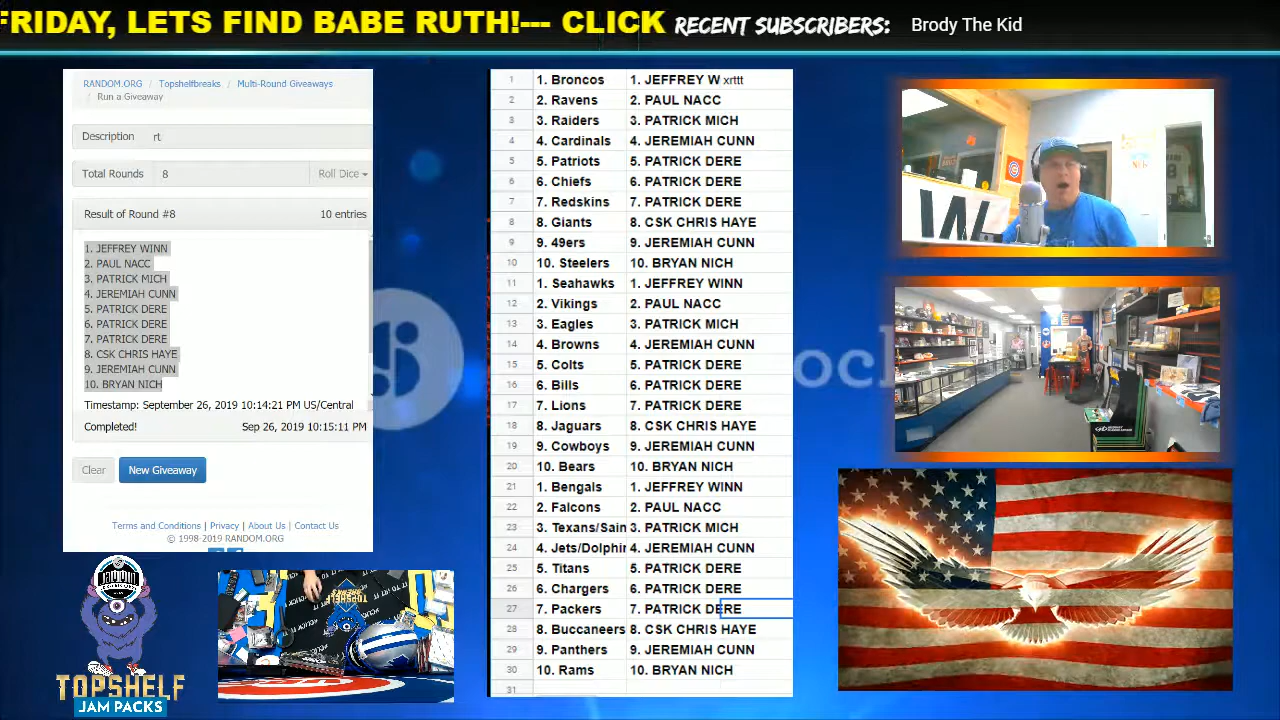 FRIDAY, LETS FIND BABE RUTH!--- CLICK
RECENT SUBSCRIBERS: Brody The Kid
RANDOM.ORG / Topshelfbreaks / Multi-Round Giveaways
/ Run a Giveaway
Description rt
Total Rounds 8 Roll Dice
Result of Round #8 10 entries
1. JEFFREY WINN
2. PAUL NACC
3. PATRICK MICH
4. JEREMIAH CUNN
5. PATRICK DERE
6. PATRICK DERE
7. PATRICK DERE
8. CSK CHRIS HAYE
9. JEREMIAH CUNN
10. BRYAN NICH
Timestamp: September 26, 2019 10:14:21 PM US/Central
Completed! Sep 26, 2019 10:15:11 PM
Clear New Giveaway
Terms and Conditions | Privacy | About Us | Contact Us
© 1998-2019 RANDOM.ORG
1 1. Broncos 1. JEFFREY W xrttt
2 2. Ravens 2. PAUL NACC
3 3. Raiders 3. PATRICK MICH
4 4. Cardinals 4. JEREMIAH CUNN
5 5. Patriots 5. PATRICK DERE
6 6. Chiefs 6. PATRICK DERE
7 7. Redskins 7. PATRICK DERE
8 8. Giants 8. CSK CHRIS HAYE
9 9. 49ers 9. JEREMIAH CUNN
10 10. Steelers 10. BRYAN NICH
11 1. Seahawks 1. JEFFREY WINN
12 2. Vikings 2. PAUL NACC
13 3. Eagles 3. PATRICK MICH
14 4. Browns 4. JEREMIAH CUNN
15 5. Colts 5. PATRICK DERE
16 6. Bills 6. PATRICK DERE
17 7. Lions 7. PATRICK DERE
18 8. Jaguars 8. CSK CHRIS HAYE
19 9. Cowboys 9. JEREMIAH CUNN
20 10. Bears 10. BRYAN NICH
21 1. Bengals 1. JEFFREY WINN
22 2. Falcons 2. PAUL NACC
23 3. Texans/Sain 3. PATRICK MICH
24 4. Jets/Dolphin 4. JEREMIAH CUNN
25 5. Titans 5. PATRICK DERE
26 6. Chargers 6. PATRICK DERE
27 7. Packers 7. PATRICK DERE
28 8. Buccaneers 8. CSK CHRIS HAYE
29 9. Panthers 9. JEREMIAH CUNN
30 10. Rams 10. BRYAN NICH
31
TOPSHELF
JAM PACKS